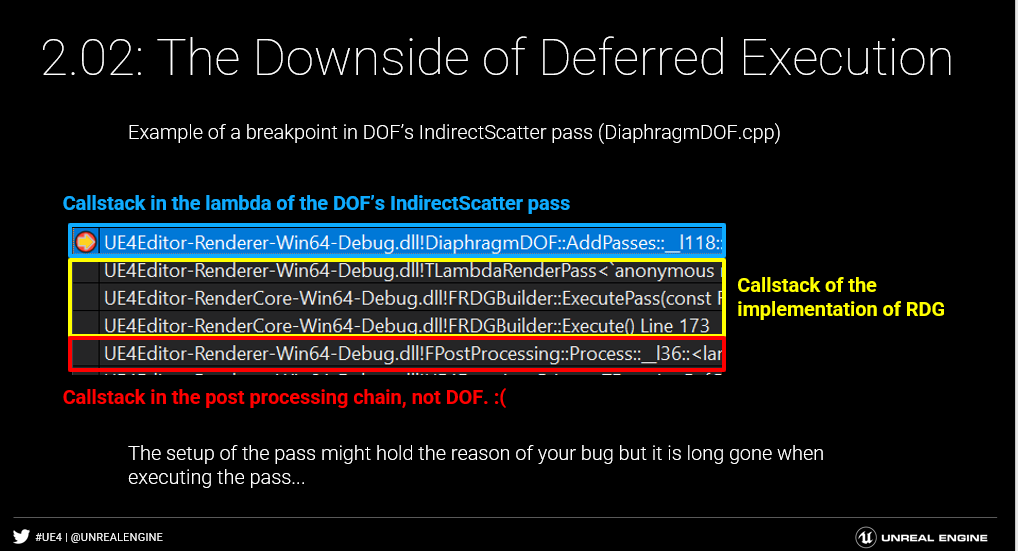 2.02: The Downside of Deferred Execution
Example of a breakpoint in DOF's IndirectScatter pass (DiaphragmDOF.cpp)
Callstack in the lambda of the DOF's IndirectScatter pass
UE4Editor-Renderer-Win64-Debug.dll!DiaphragmDOF::AddPasses::__l118::
UE4Editor-Renderer-Win64-Debug.dll!TLambdaRenderPass<`anonymous
UE4Editor-RenderCore-Win64-Debug.dll!FRDGBuilder::ExecutePass(const
UE4Editor-RenderCore-Win64-Debug.dll!FRDGBuilder::Execute() Line 173
UE4Editor-Renderer-Win64-Debug.dll!FPostProcessing::Process::__l36::<lar
Callstack of the
implementation of RDG
Callstack in the post processing chain, not DOF. :(
The setup of the pass might hold the reason of your bug but it is long gone when
executing the pass...
#UE4 | @UNREALENGINE
UNREAL ENGINE